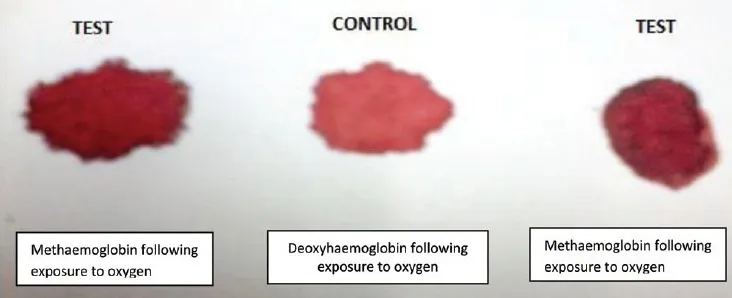 TEST
CONTROL
TEST
Methaemoglobin following
exposure to oxygen
Deoxyhaemoglobin following
exposure to oxygen
Methaemoglobin following
exposure to oxygen